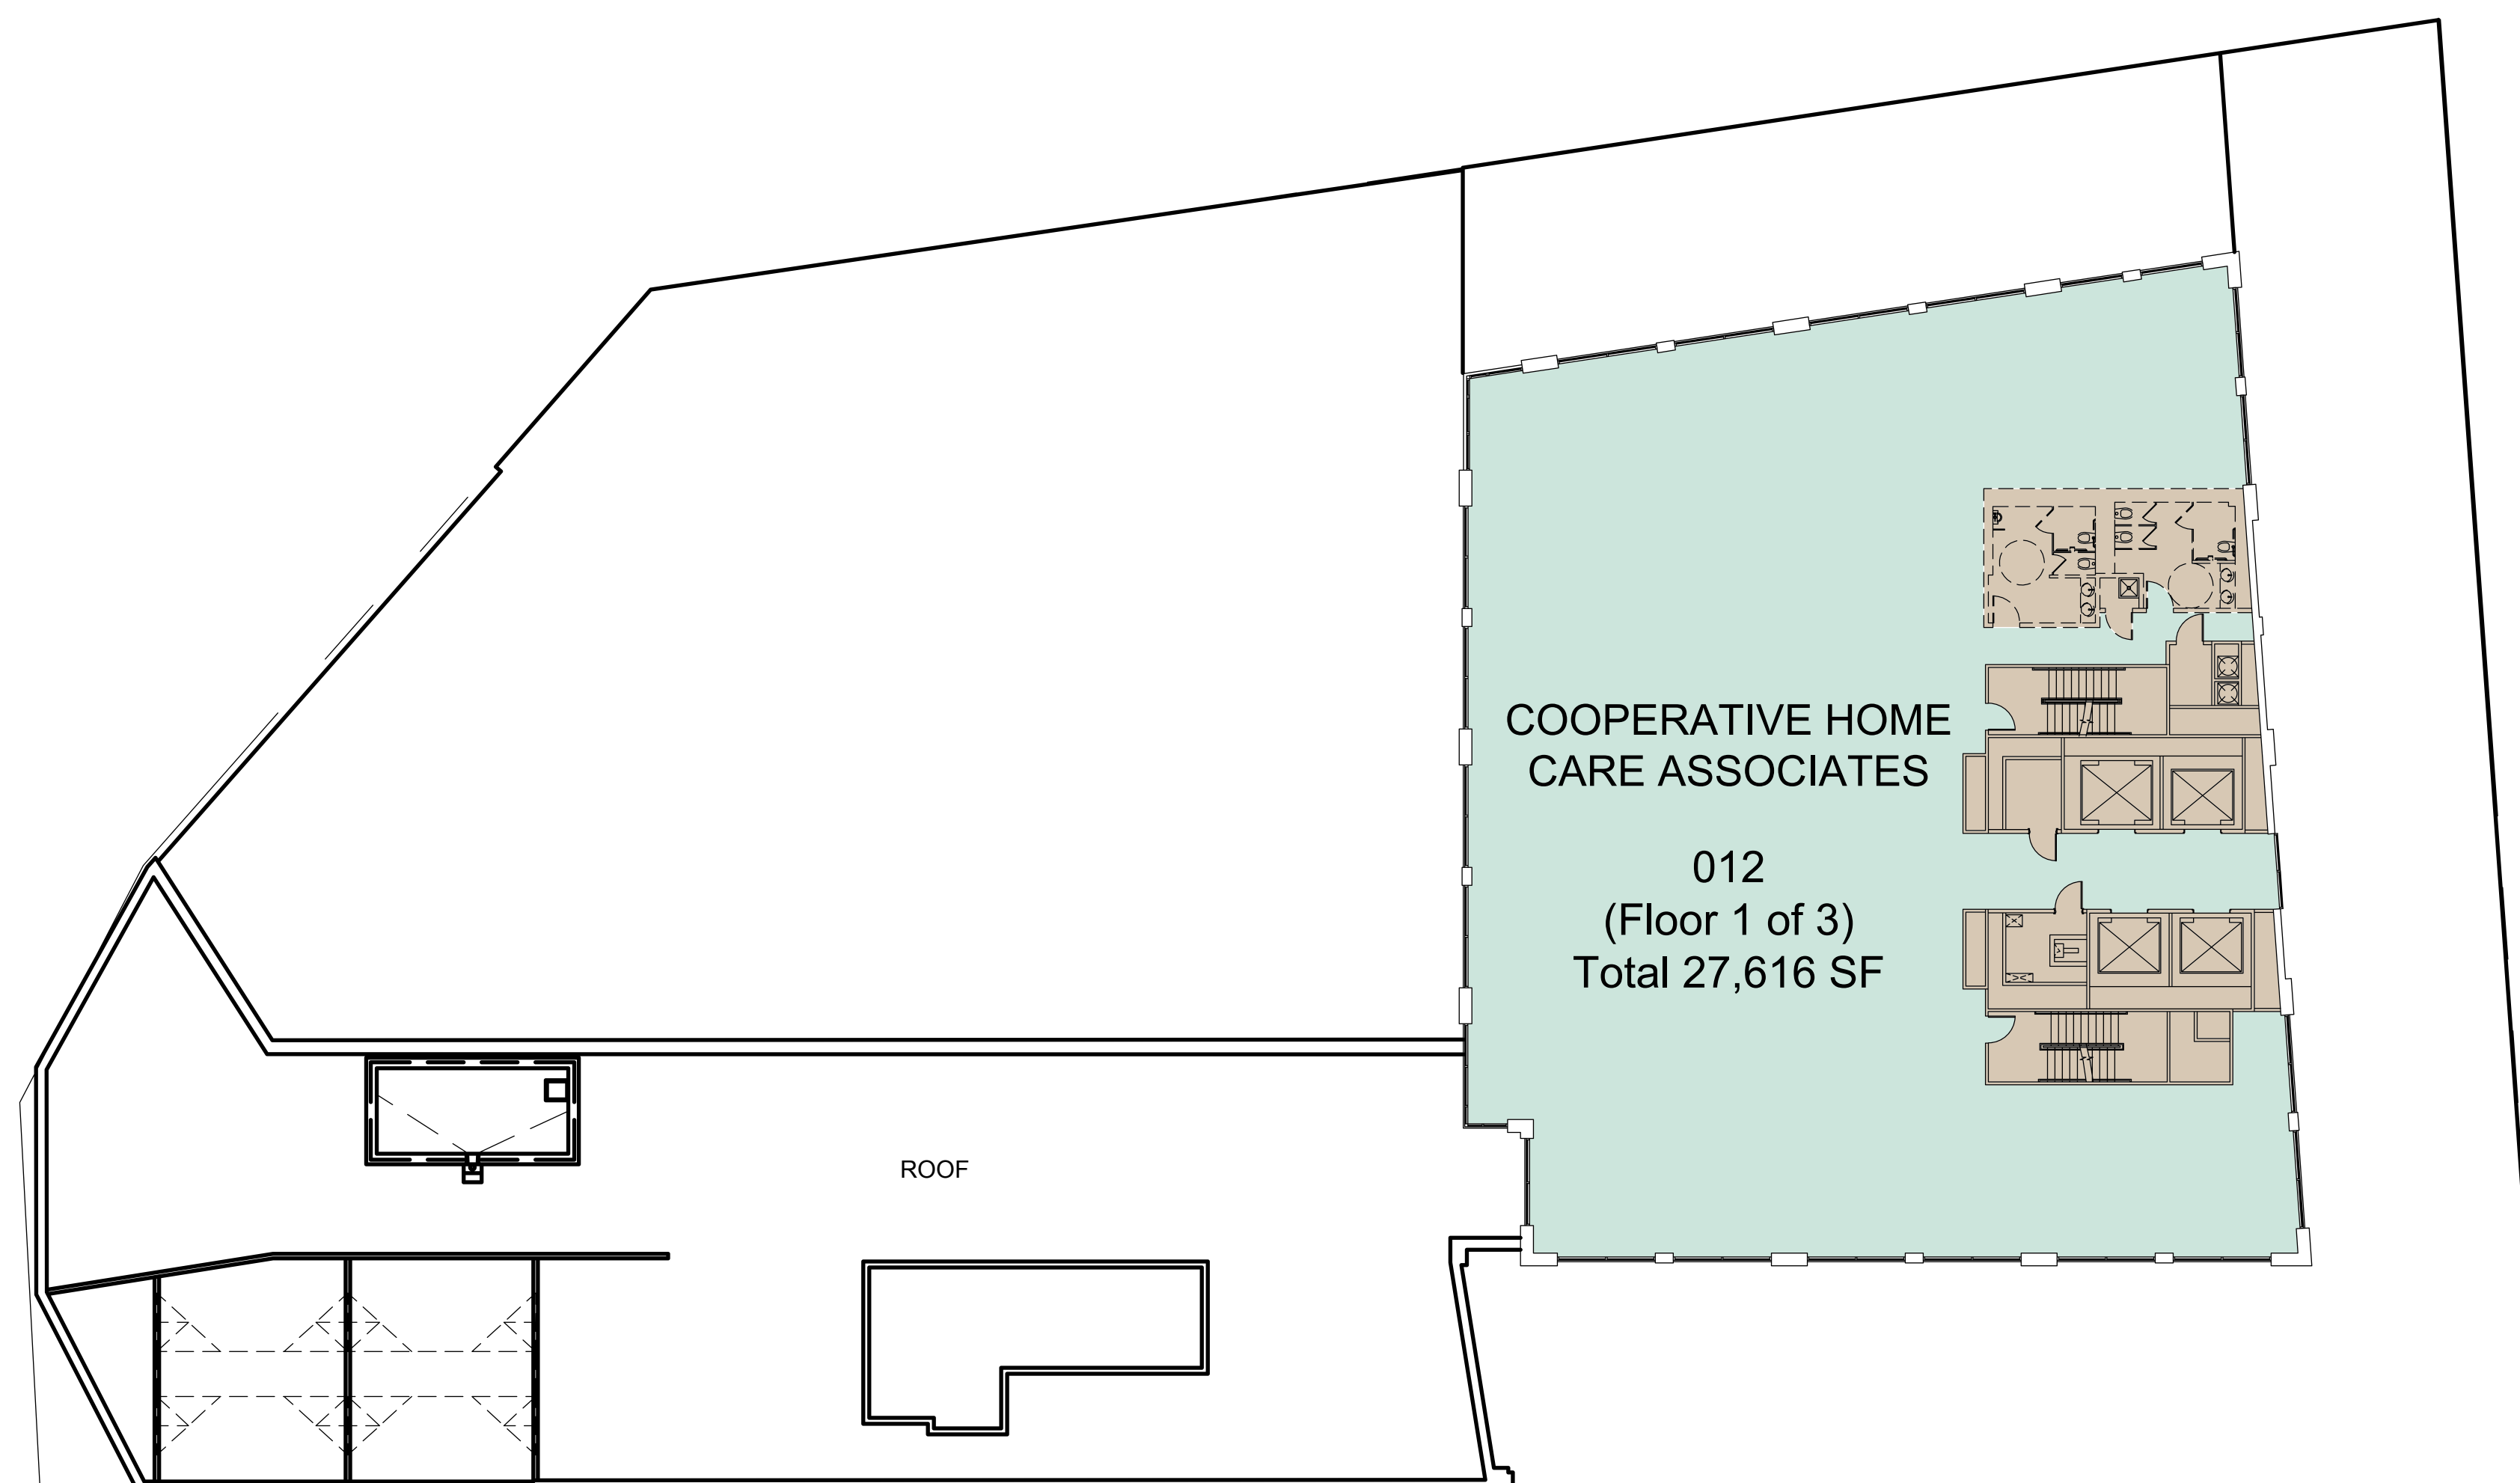 COOPERATIVE HOME
CARE ASSOCIATES
012
(Floor 1 of 3)
Total 27,616 SF
ROOF